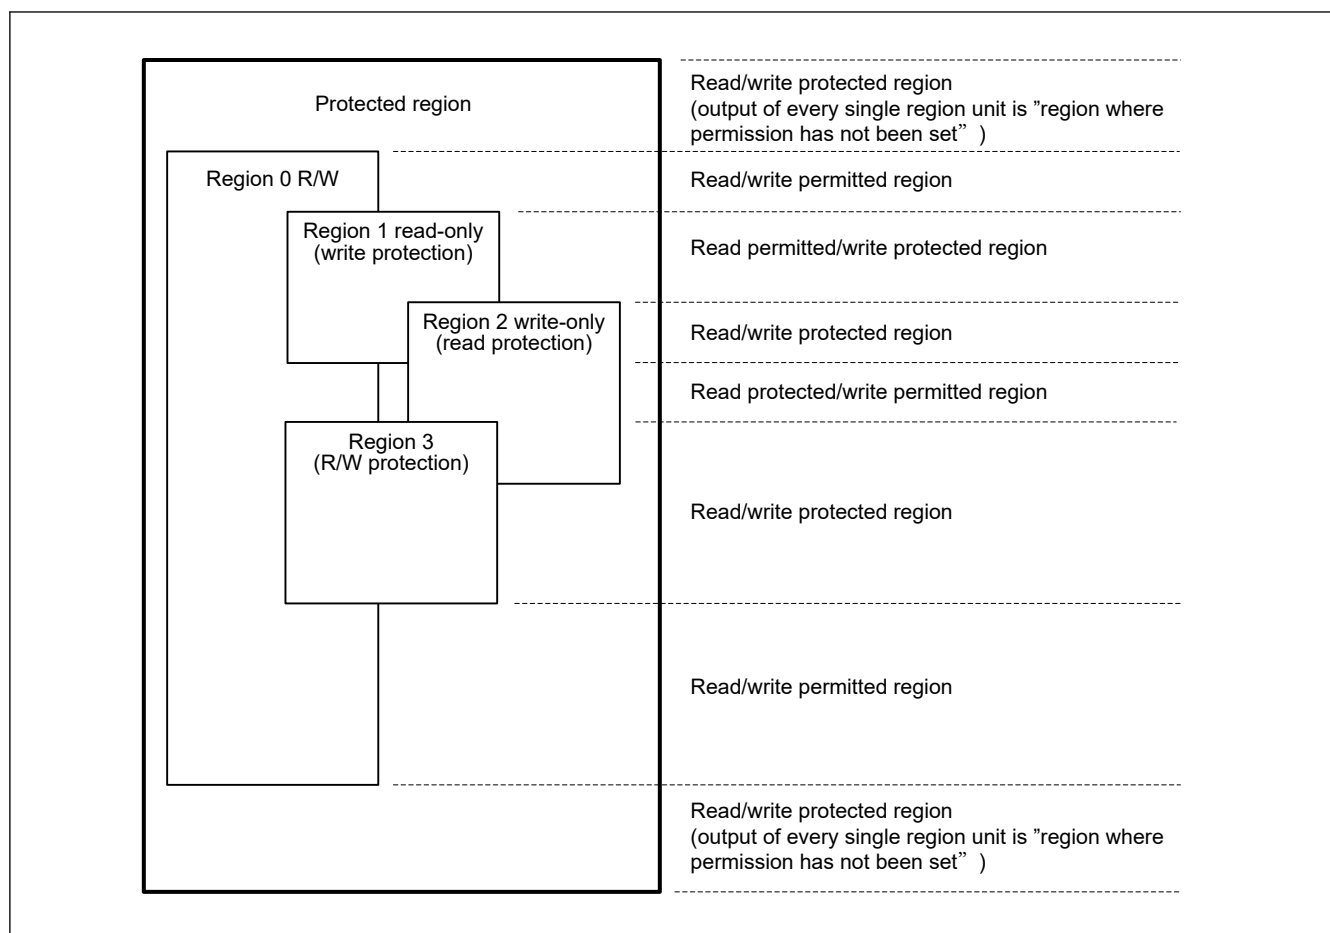 Protected region
Read/write protected region
(output of every single region unit is ”region where
permission has not been set” )
Region 0 R/W
Read/write permitted region
Region 1 read-only
(write protection)
Read permitted/write protected region
Region 2 write-only
(read protection)
Read/write protected region
Read protected/write permitted region
Region 3
(R/W protection)
Read/write protected region
Read/write permitted region
Read/write protected region
(output of every single region unit is ”region where
permission has not been set” )